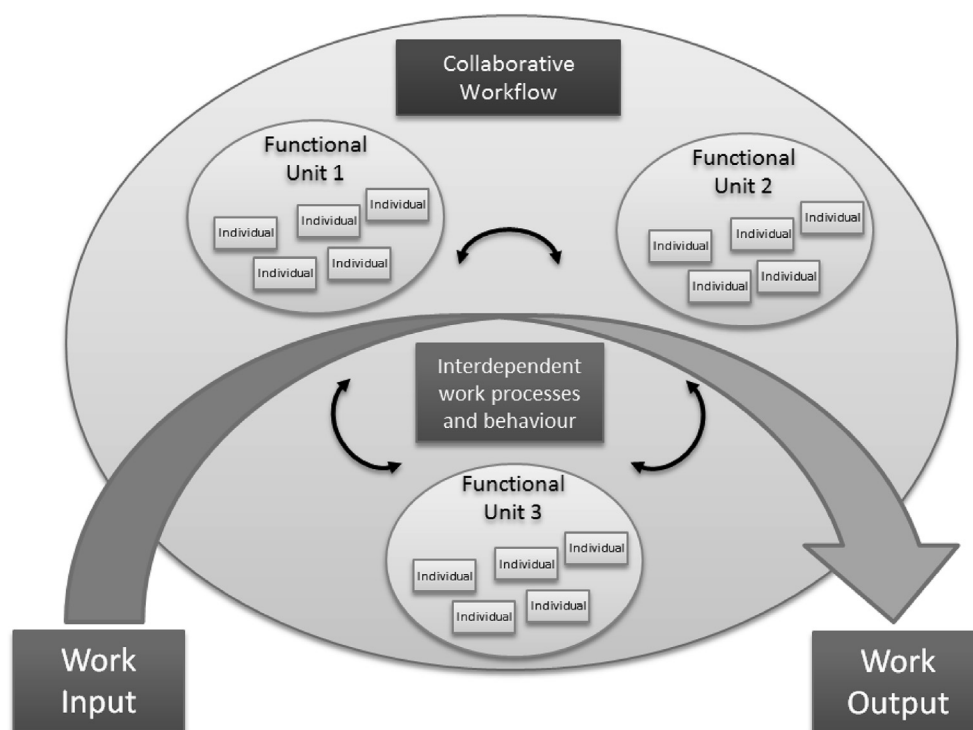 Collaborative
Workflow
Functional
Unit 1
Individual
Individual
Individual
Individual
Individual
Functional
Unit 2
Individual
Individual
Individual
Individual
Individual
Interdependent
work processes
and behaviour
Functional
Unit 3
Individual
Individual
Individual
Individual
Individual
Work
Input
Work
Output